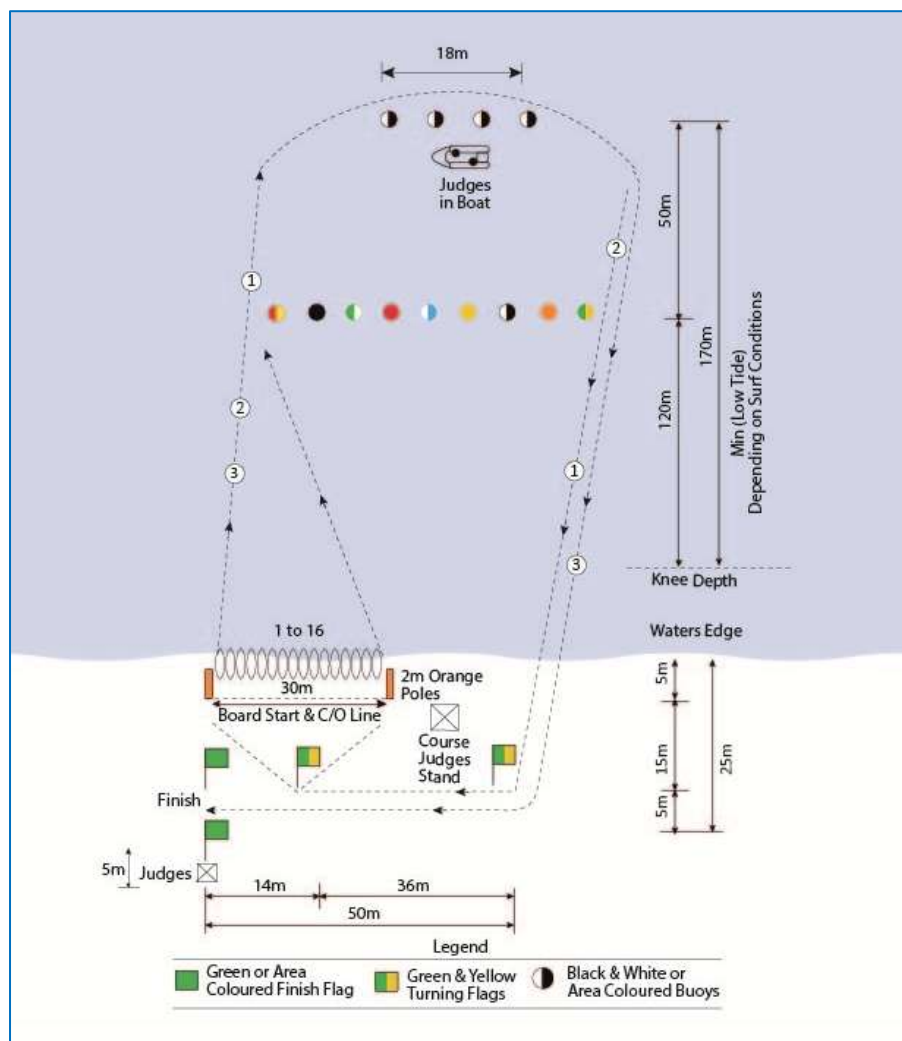 18m
Judges
in Boat
50m
2
1
170m
Min (Low Tide)
Depending on Surf Conditions
2
120m
1
3
3
Knee Depth
1 to 16
Waters Edge
30m
2m Orange
Poles
5m
Board Start & C/O Line
Course
Judges
Stand
15m
25m
Finish
5m
5m
Judges
14m
36m
50m
Legend
Green or Area
Coloured Finish Flag
Green & Yellow
Turning Flags
Black & White or
Area Coloured Buoys